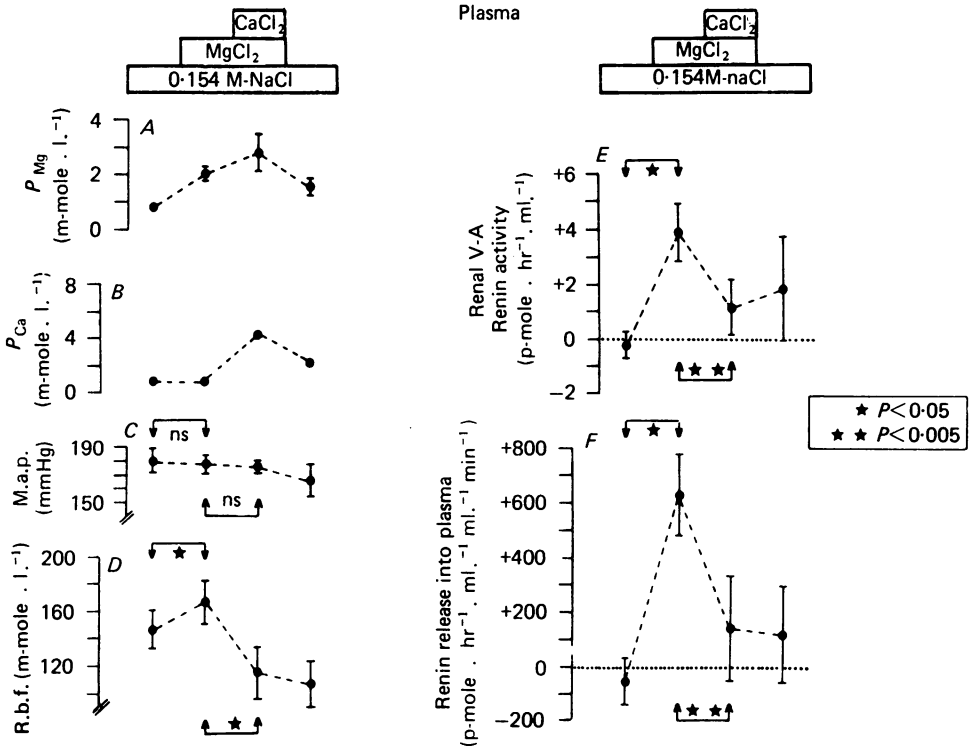 Plasma
CaCl₂
MgCl₂
0·154 M-NaCl
A
4
2
0
P Mg
(m-mole . l.⁻¹)
B
8
4
0
P Ca
(m-mole . l.⁻¹)
C
ns
190
150
M.a.p.
(mmHg)
ns
D
★
200
160
120
R.b.f. (m-mole . l.⁻¹)
★
CaCl₂
MgCl₂
0·154M-naCl
E
★
+6
+4
+2
0
−2
Renal V-A
Renin activity
(p-mole . hr⁻¹. ml.⁻¹)
★ ★
★ P<0·05
★ ★ P<0·005
F
★
+800
+600
+400
+200
0
−200
Renin release into plasma
(p-mole . hr⁻¹. ml.⁻¹ ml.⁻¹ min⁻¹)
★ ★